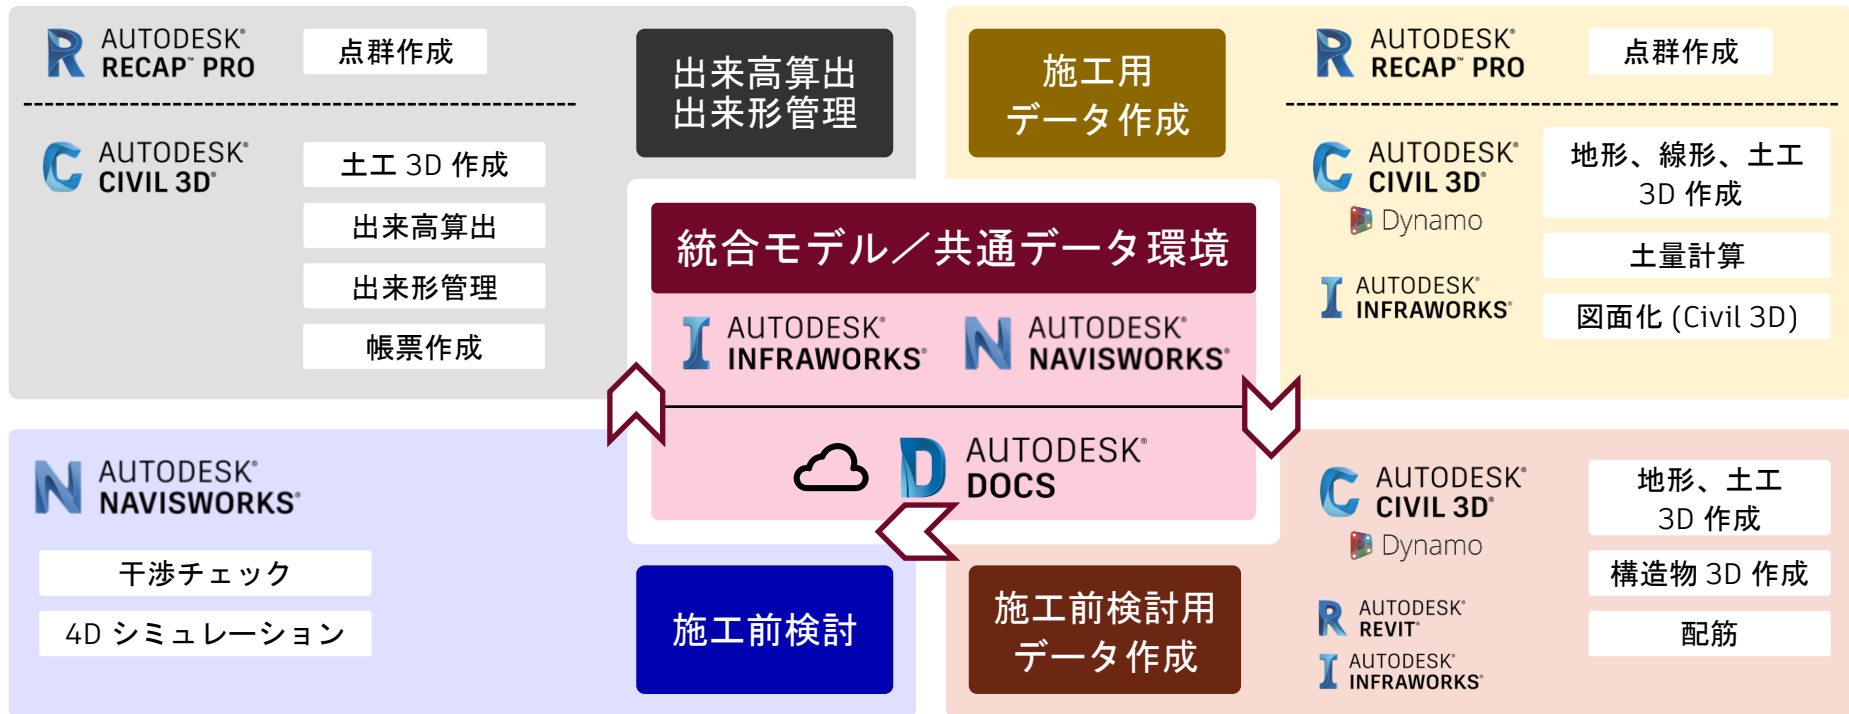 AUTODESK®
RECAP™ PRO
点群作成
AUTODESK®
CIVIL 3D®
土工 3D 作成
出来高算出
出来形管理
帳票作成
出来高算出
出来形管理
施工用
データ作成
AUTODESK®
RECAP™ PRO
点群作成
AUTODESK®
CIVIL 3D®
Dynamo
AUTODESK®
INFRAWORKS®
地形、線形、土工
3D 作成
土量計算
図面化 (Civil 3D)
統合モデル／共通データ環境
AUTODESK®
INFRAWORKS®
AUTODESK®
NAVISWORKS®
AUTODESK®
DOCS
AUTODESK®
NAVISWORKS®
干渉チェック
4D シミュレーション
施工前検討
施工前検討用
データ作成
AUTODESK®
CIVIL 3D®
Dynamo
AUTODESK®
REVIT®
AUTODESK®
INFRAWORKS®
地形、土工
3D 作成
構造物 3D 作成
配筋